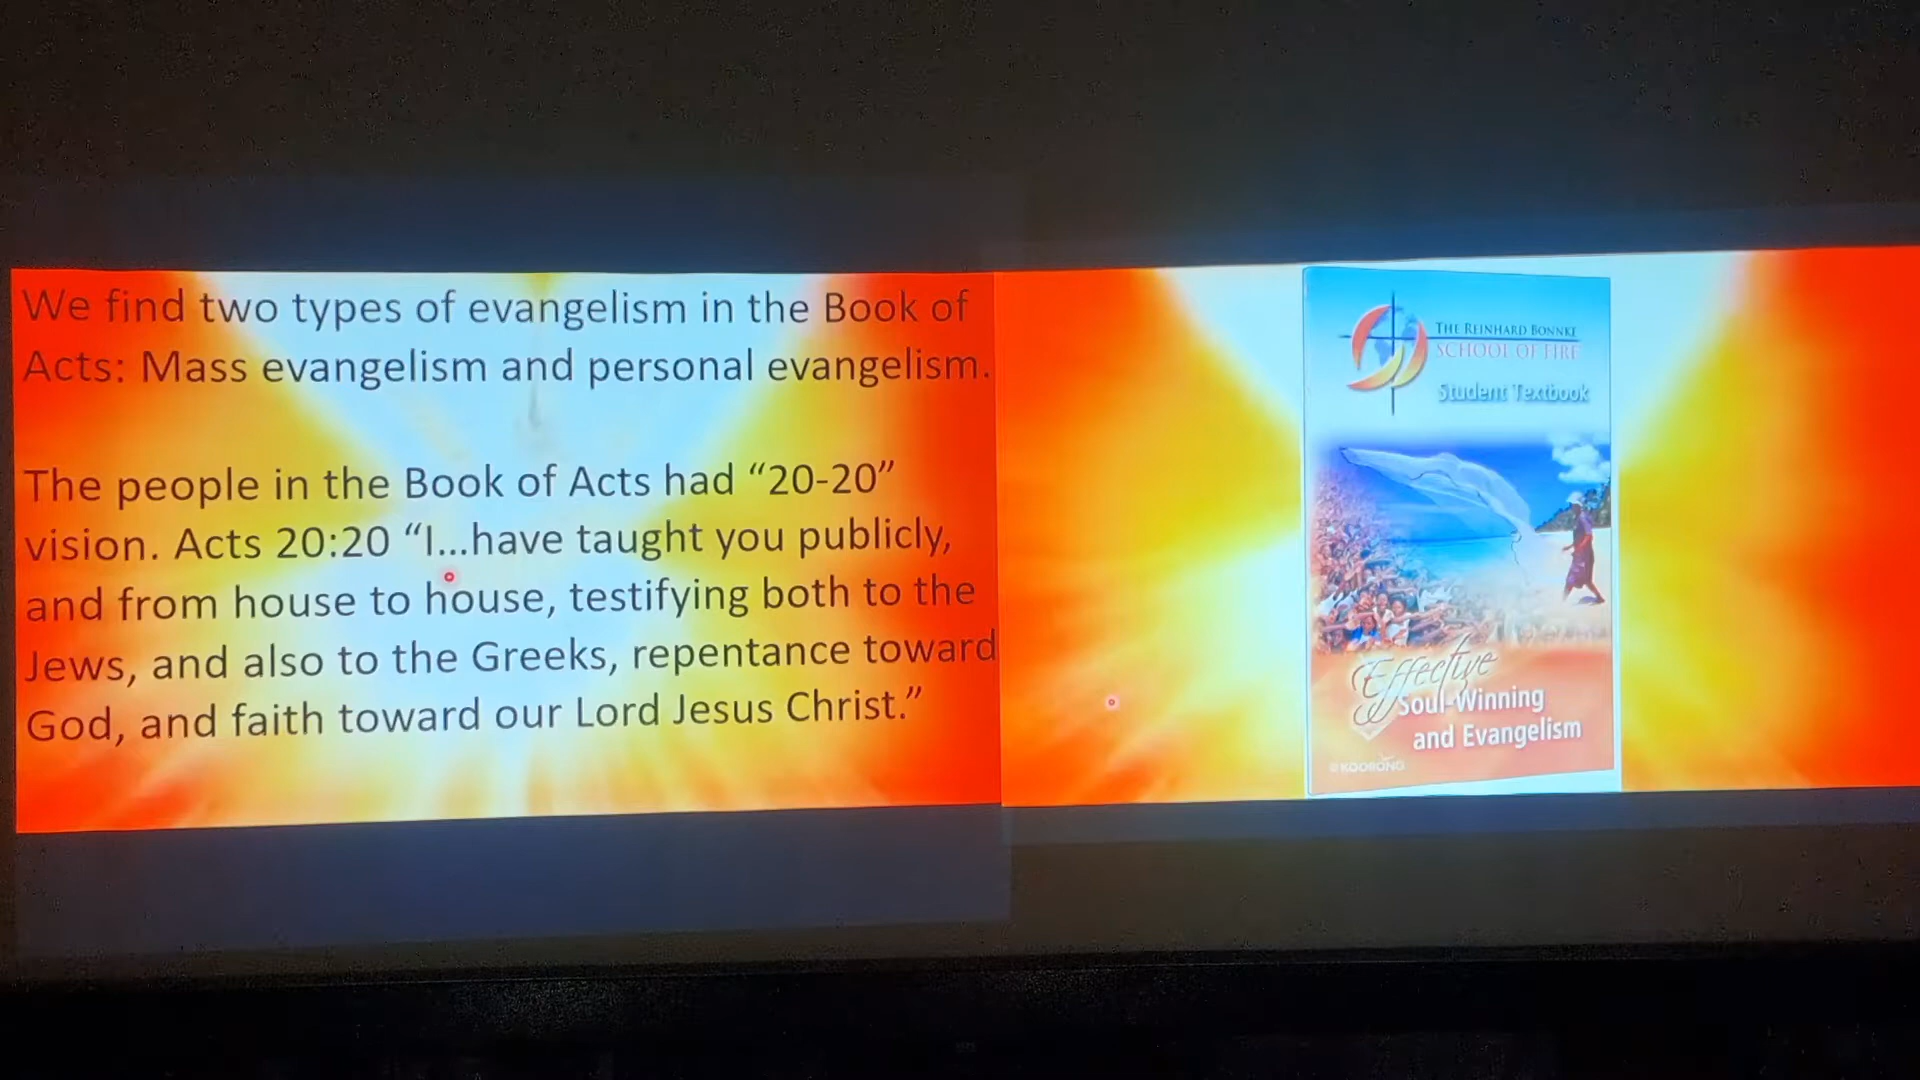 We find two types of evangelism in the Book of
Acts: Mass evangelism and personal evangelism.
The people in the Book of Acts had “20-20”
vision. Acts 20:20 “I...have taught you publicly,
and from house to house, testifying both to the
Jews, and also to the Greeks, repentance toward
God, and faith toward our Lord Jesus Christ.”
THE REINHARD BONNKE
SCHOOL OF FIRE
Student Textbook
Effective
Soul-Winning
and Evangelism
© KOORONG